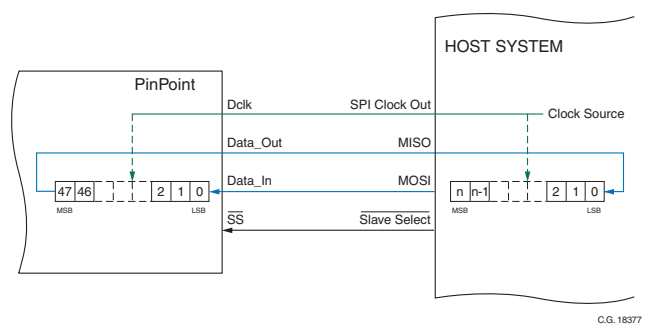 HOST SYSTEM
PinPoint
Dclk SPI Clock Out Clock Source
Data_Out MISO
Data_In MOSI
47 46 2 1 0 n n-1 2 1 0
MSB LSB MSB LSB
SS Slave Select
C.G. 18377